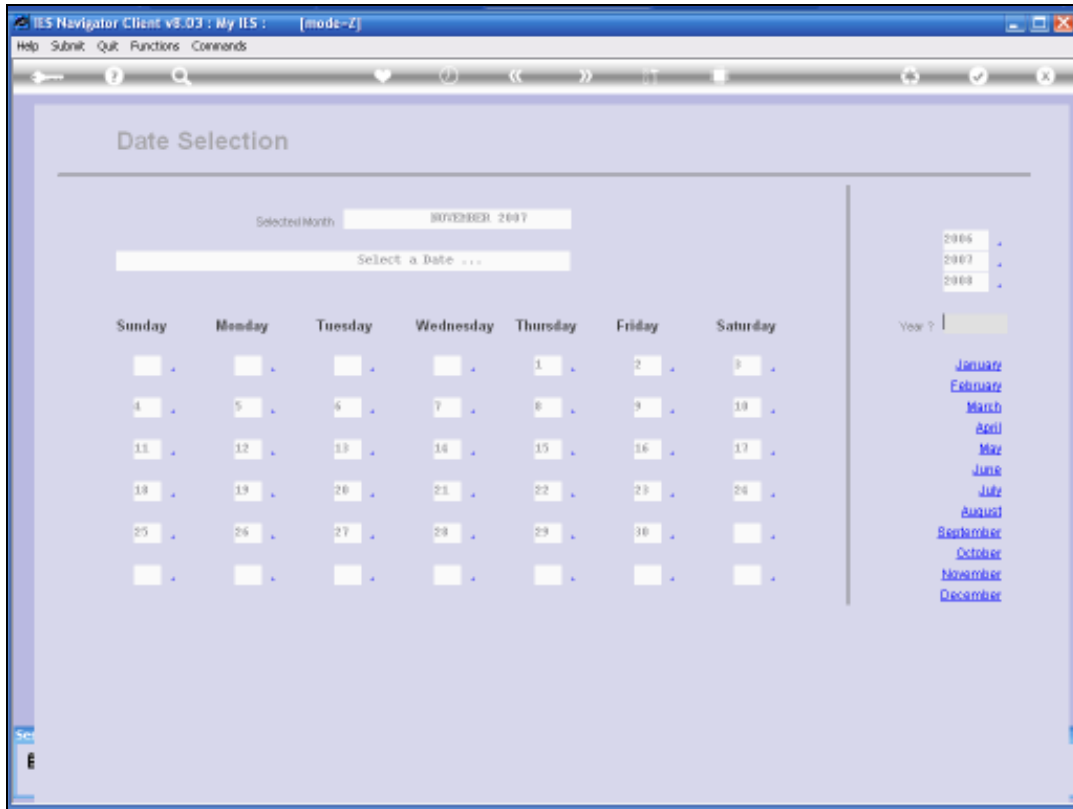 IES Navigator Client v8.03 : My IES : [mode=Z]
Help Submit Quit Functions Commands
Date Selection
Selected Month NOVEMBER 2007
Select a Date ...
2006
2007
2008
Year ?
Sunday Monday Tuesday Wednesday Thursday Friday Saturday
1 2 3
4 5 6 7 8 9 10
11 12 13 14 15 16 17
18 19 20 21 22 23 24
25 26 27 28 29 30
January
February
March
April
May
June
July
August
September
October
November
December